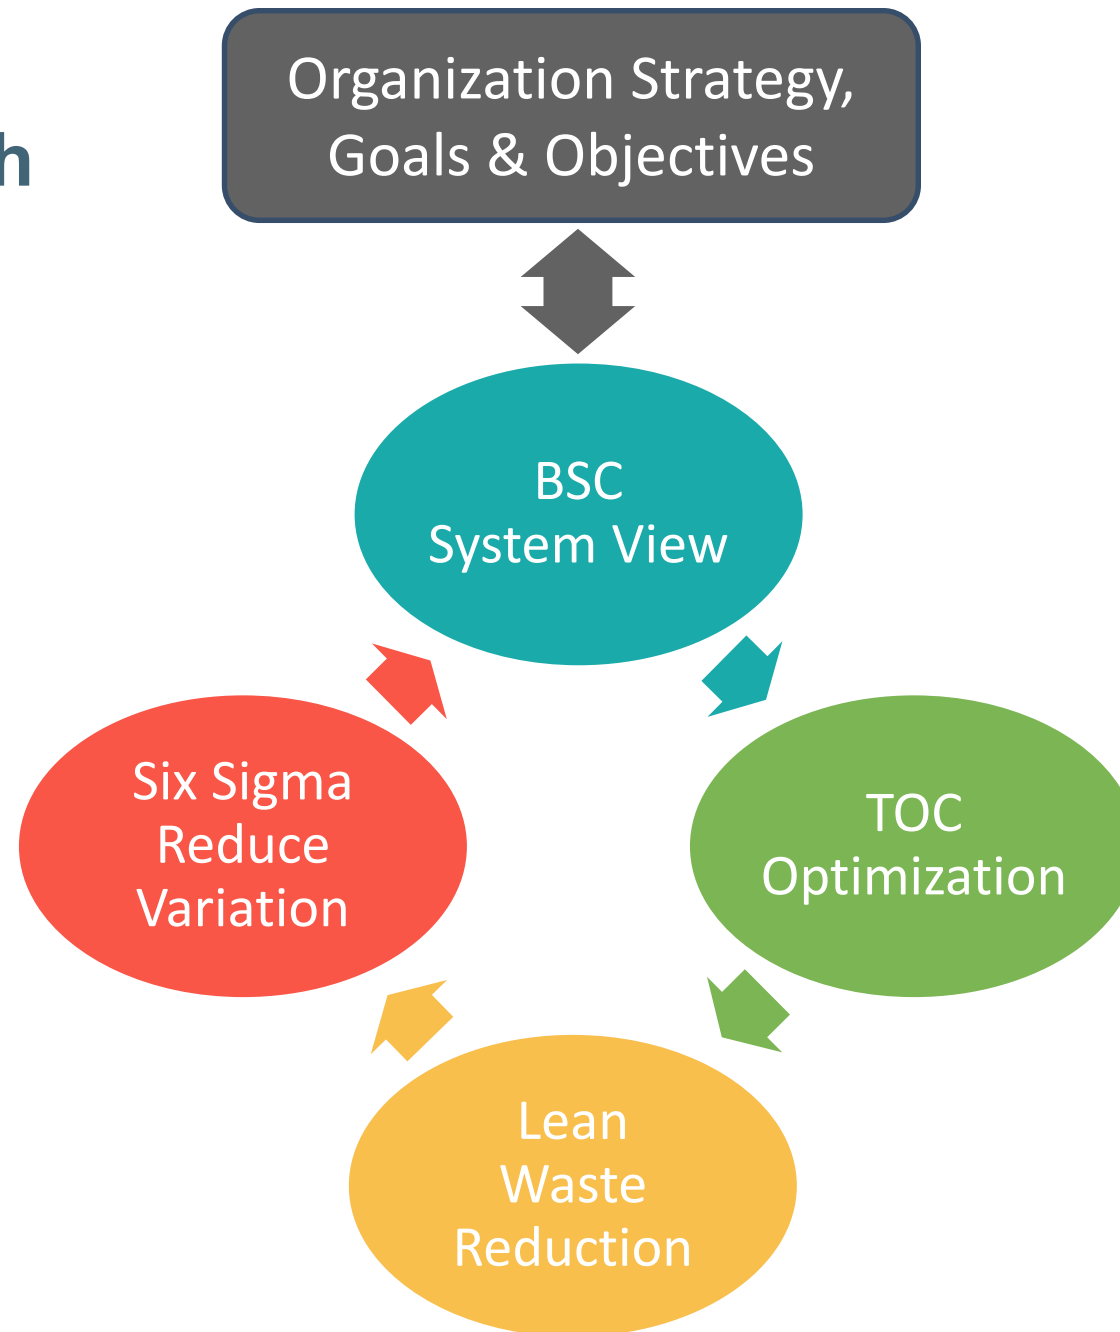 Organization Strategy,
Goals & Objectives
BSC
System View
Six Sigma
Reduce
Variation
TOC
Optimization
Lean
Waste
Reduction